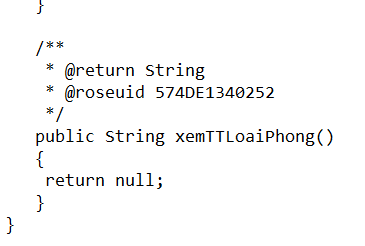 }
/**
* @return String
* @roseuid 574DE1340252
*/
public String xemTTLoaiPhong()
{
return null;
}
}